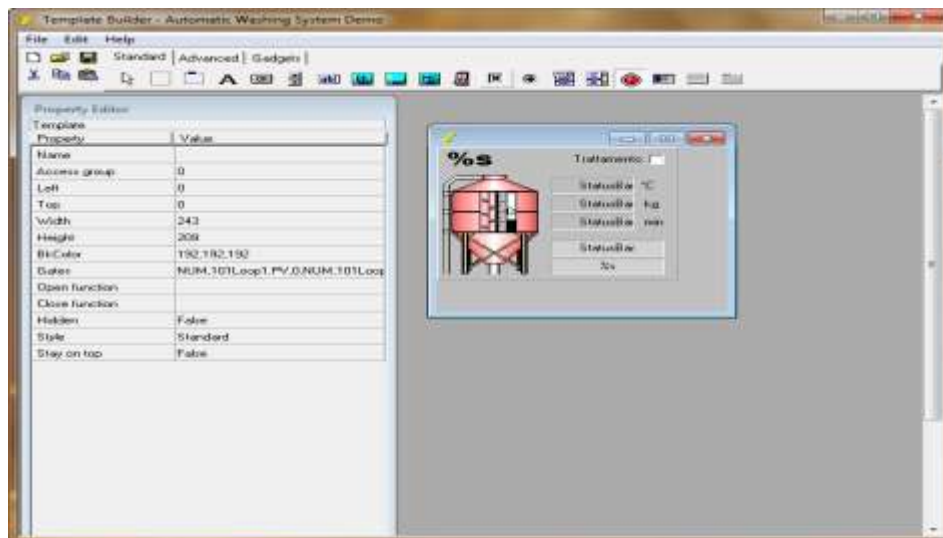 Template Builder - Automatic Washing System Demo
File Edit Help
Standard Advanced Gadgets
A
Property Editor
Template
Property Value
Name
Access group 0
Left 0
Top 0
Width 243
Height 209
BkColor 192,192,192
Gates NUM,101Loop1.PV,0,NUM,101Loop
Open function
Close function
Hidden False
Style Standard
Stay on top False
%s Trattamento:
StatusBar °C
StatusBar kg
StatusBar min
StatusBar
%s